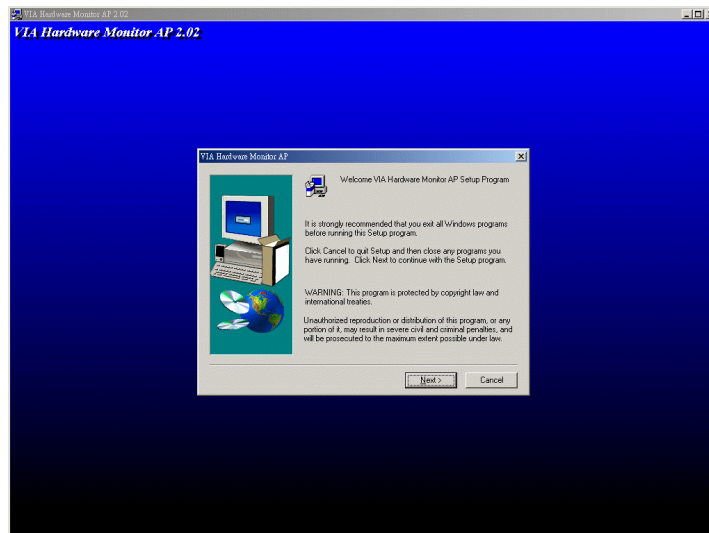 VIA Hardware Monitor AP 2.02
VIA Hardware Monitor AP 2.02
VIA Hardware Monitor AP
Welcome VIA Hardware Monitor AP Setup Program
It is strongly recommended that you exit all Windows programs
before running this Setup program.
Click Cancel to quit Setup and then close any programs you
have running. Click Next to continue with the Setup program.
WARNING: This program is protected by copyright law and
international treaties.
Unauthorized reproduction or distribution of this program, or any
portion of it, may result in severe civil and criminal penalties, and
will be prosecuted to the maximum extent possible under law.
Next >
Cancel